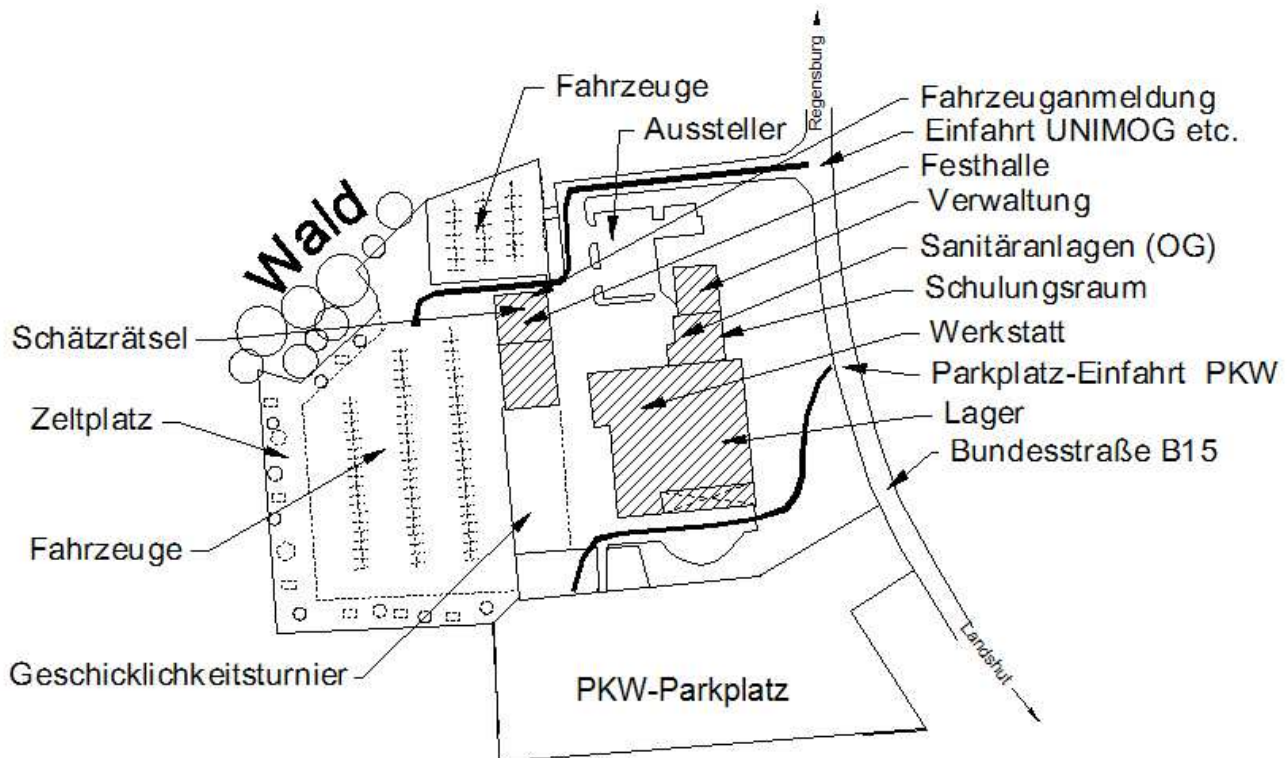 Regensburg
Fahrzeuge
Aussteller
Fahrzeuganmeldung
Einfahrt UNIMOG etc.
Festhalle
Verwaltung
Sanitäranlagen (OG)
Schulungsraum
Werkstatt
Parkplatz-Einfahrt PKW
Lager
Bundesstraße B15
Wald
Schätzrätsel
Zeltplatz
Fahrzeuge
Geschicklichkeitsturnier
PKW-Parkplatz
Landshut